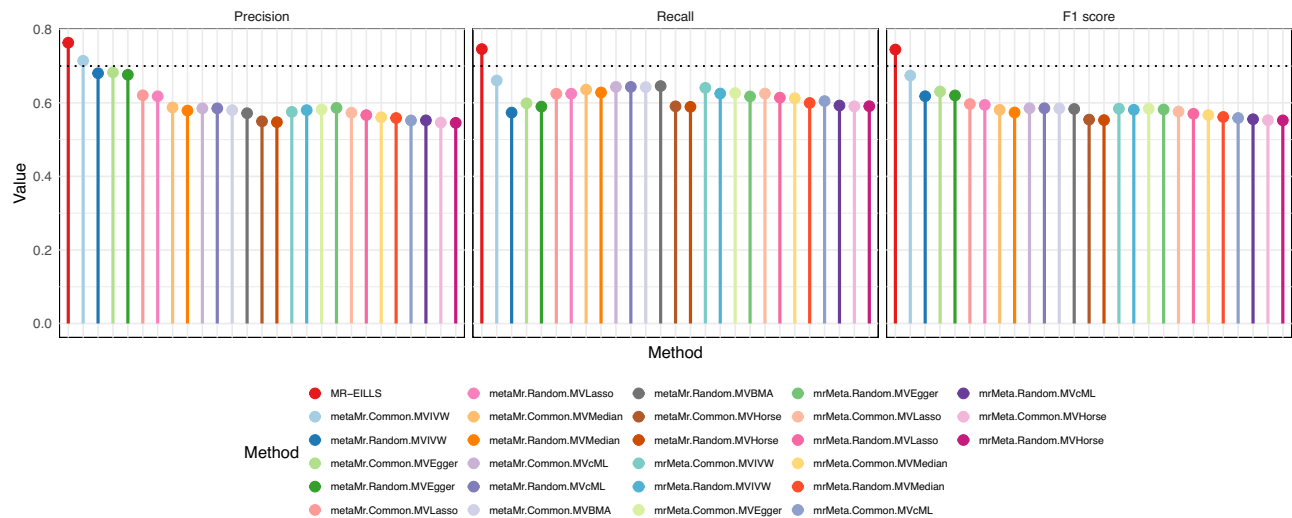 Precision
Recall
F1 score
0.8
0.6
0.4
0.2
0.0
Value
Method
Method
MR−EILLS
metaMr.Common.MVIVW
metaMr.Random.MVIVW
metaMr.Common.MVEgger
metaMr.Random.MVEgger
metaMr.Common.MVLasso
metaMr.Random.MVLasso
metaMr.Common.MVMedian
metaMr.Random.MVMedian
metaMr.Common.MVcML
metaMr.Random.MVcML
metaMr.Common.MVBMA
metaMr.Random.MVBMA
metaMr.Common.MVHorse
metaMr.Random.MVHorse
mrMeta.Common.MVIVW
mrMeta.Random.MVIVW
mrMeta.Common.MVEgger
mrMeta.Random.MVEgger
mrMeta.Common.MVLasso
mrMeta.Random.MVLasso
mrMeta.Common.MVMedian
mrMeta.Random.MVMedian
mrMeta.Common.MVcML
mrMeta.Random.MVcML
mrMeta.Common.MVHorse
mrMeta.Random.MVHorse